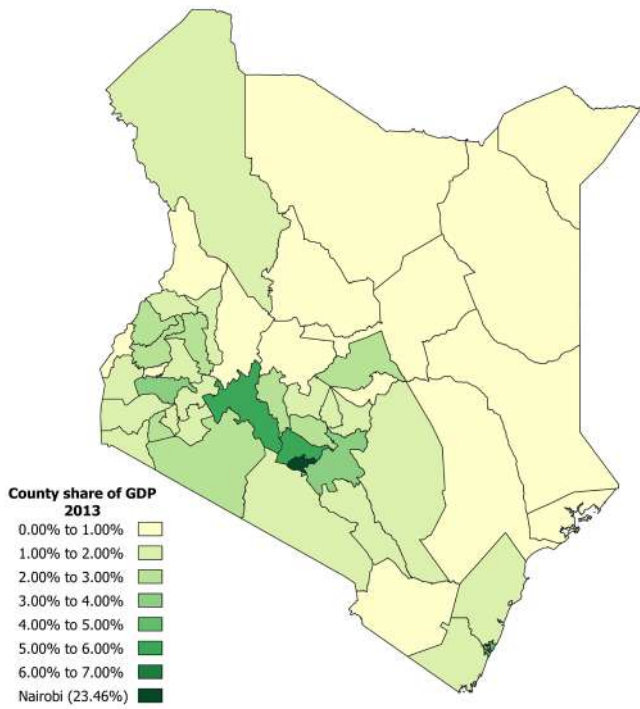 County share of GDP
2013
0.00% to 1.00%
1.00% to 2.00%
2.00% to 3.00%
3.00% to 4.00%
4.00% to 5.00%
5.00% to 6.00%
6.00% to 7.00%
Nairobi (23.46%)